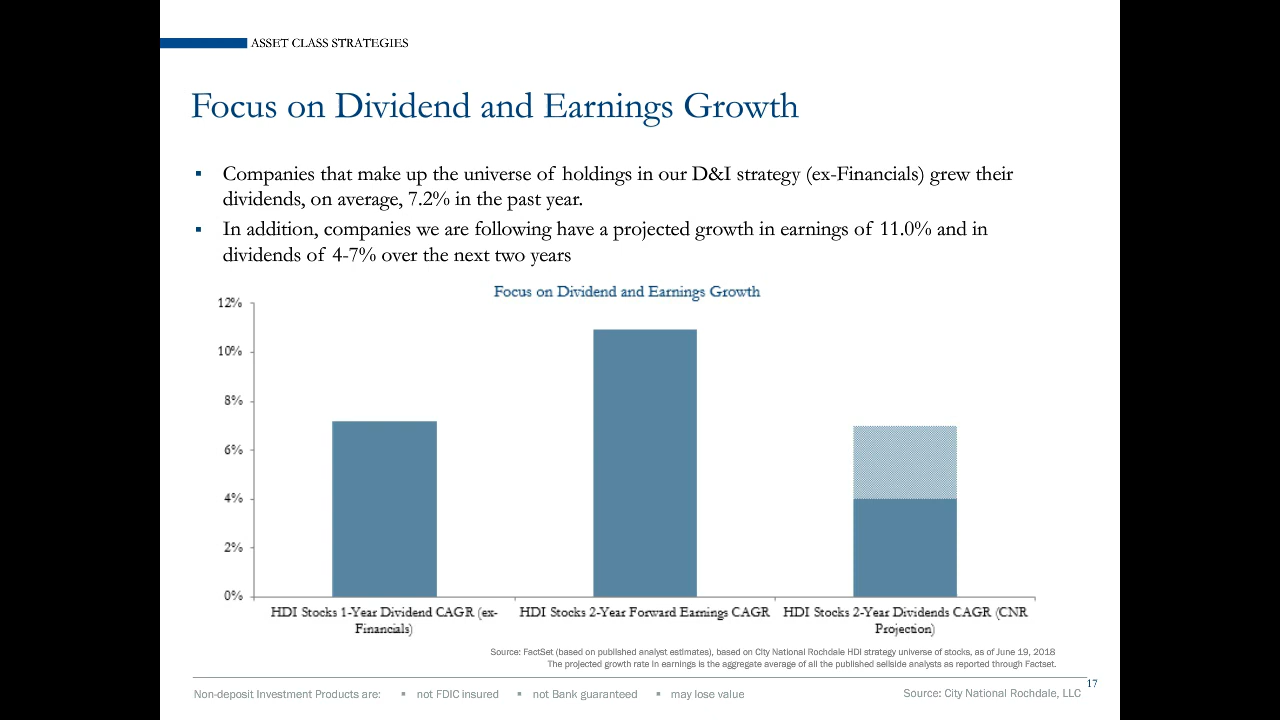 ASSET CLASS STRATEGIES
Focus on Dividend and Earnings Growth
▪ Companies that make up the universe of holdings in our D&I strategy (ex-Financials) grew their
dividends, on average, 7.2% in the past year.
▪ In addition, companies we are following have a projected growth in earnings of 11.0% and in
dividends of 4-7% over the next two years
Focus on Dividend and Earnings Growth
12%
10%
8%
6%
4%
2%
0%
HDI Stocks 1-Year Dividend CAGR (ex-
Financials)
HDI Stocks 2-Year Forward Earnings CAGR
HDI Stocks 2-Year Dividends CAGR (CNR
Projection)
Source: FactSet (based on published analyst estimates), based on City National Rochdale HDI strategy universe of stocks, as of June 19, 2018
The projected growth rate in earnings is the aggregate average of all the published sellside analysts as reported through Factset.
Non-deposit Investment Products are: ▪ not FDIC insured ▪ not Bank guaranteed ▪ may lose value
Source: City National Rochdale, LLC
17